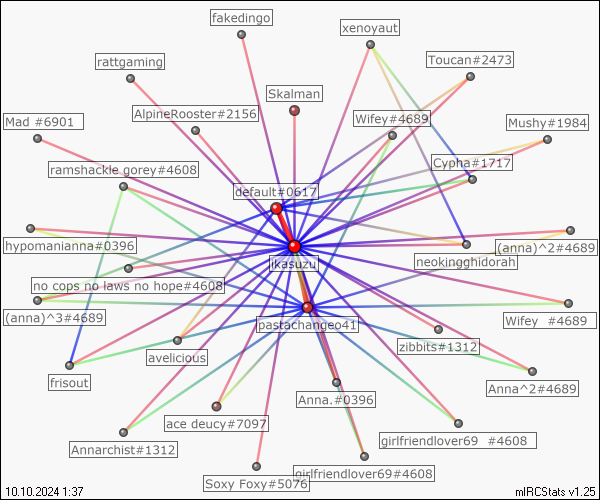 fakedingo
xenoyaut
rattgaming
Toucan#2473
Skalman
AlpineRooster#2156
Wifey#4689
Mad #6901
Mushy#1984
ramshackle gorey#4608
Cypha#1717
default#0617
hypomanianna#0396
ikasuzu
neokingghidorah
(anna)^2#4689
no cops no laws no hope#4608
(anna)^3#4689
pastachangeo41
Wifey #4689
zibbits#1312
avelicious
frisout
Anna^2#4689
Anna.#0396
ace deucy#7097
Annarchist#1312
girlfriendlover69 #4608
girlfriendlover69#4608
Soxy Foxy#5076
10.10.2024 1:37
mIRCStats v1.25